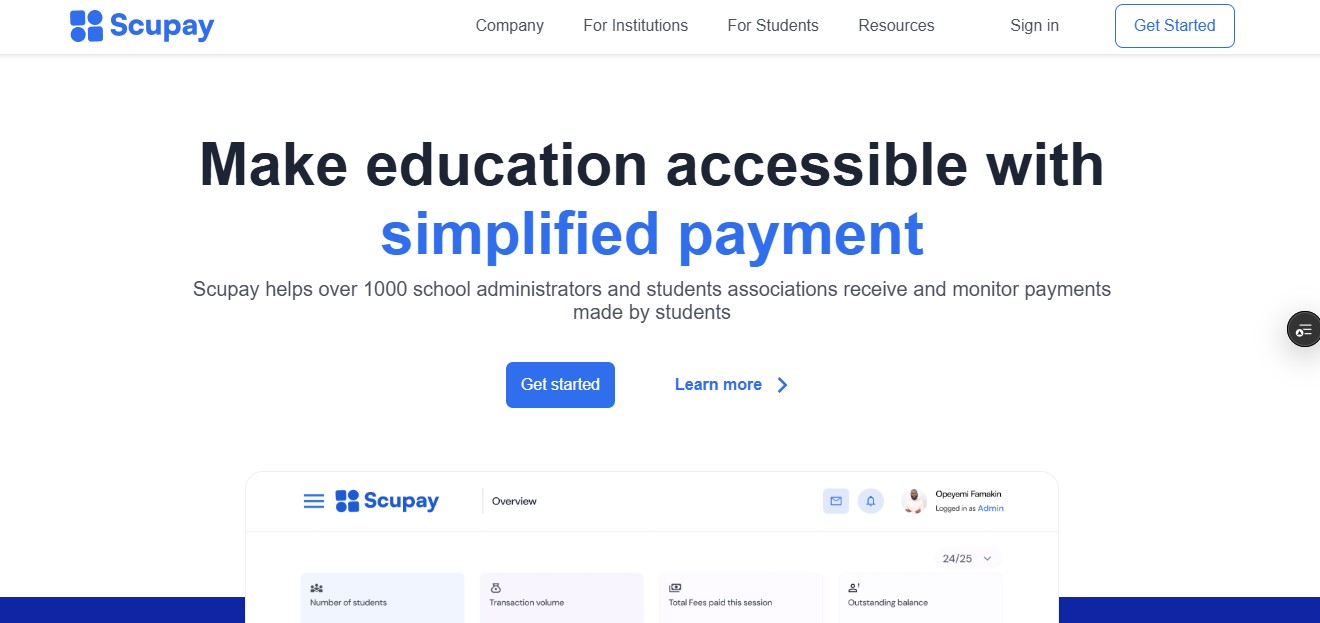 Scupay
Company For Institutions For Students Resources Sign in Get Started
Make education accessible with
simplified payment
Scupay helps over 1000 school administrators and students associations receive and monitor payments
made by students
Get started Learn more
Scupay Overview
Opeyemi Famakin
Logged in as Admin
24/25
Number of students Transaction volume Total Fees paid this session Outstanding balance